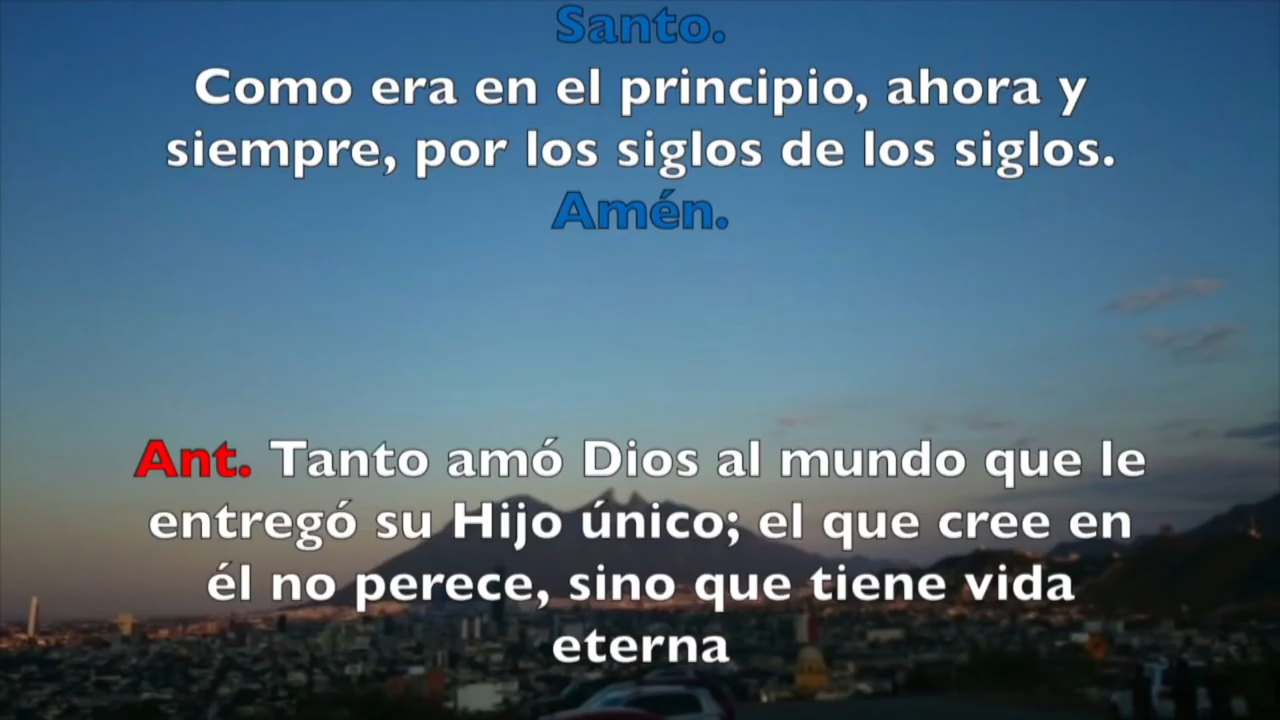 Santo.
Como era en el principio, ahora y
siempre, por los siglos de los siglos.
Amén.
Ant. Tanto amó Dios al mundo que le
entregó su Hijo único; el que cree en
él no perece, sino que tiene vida
eterna